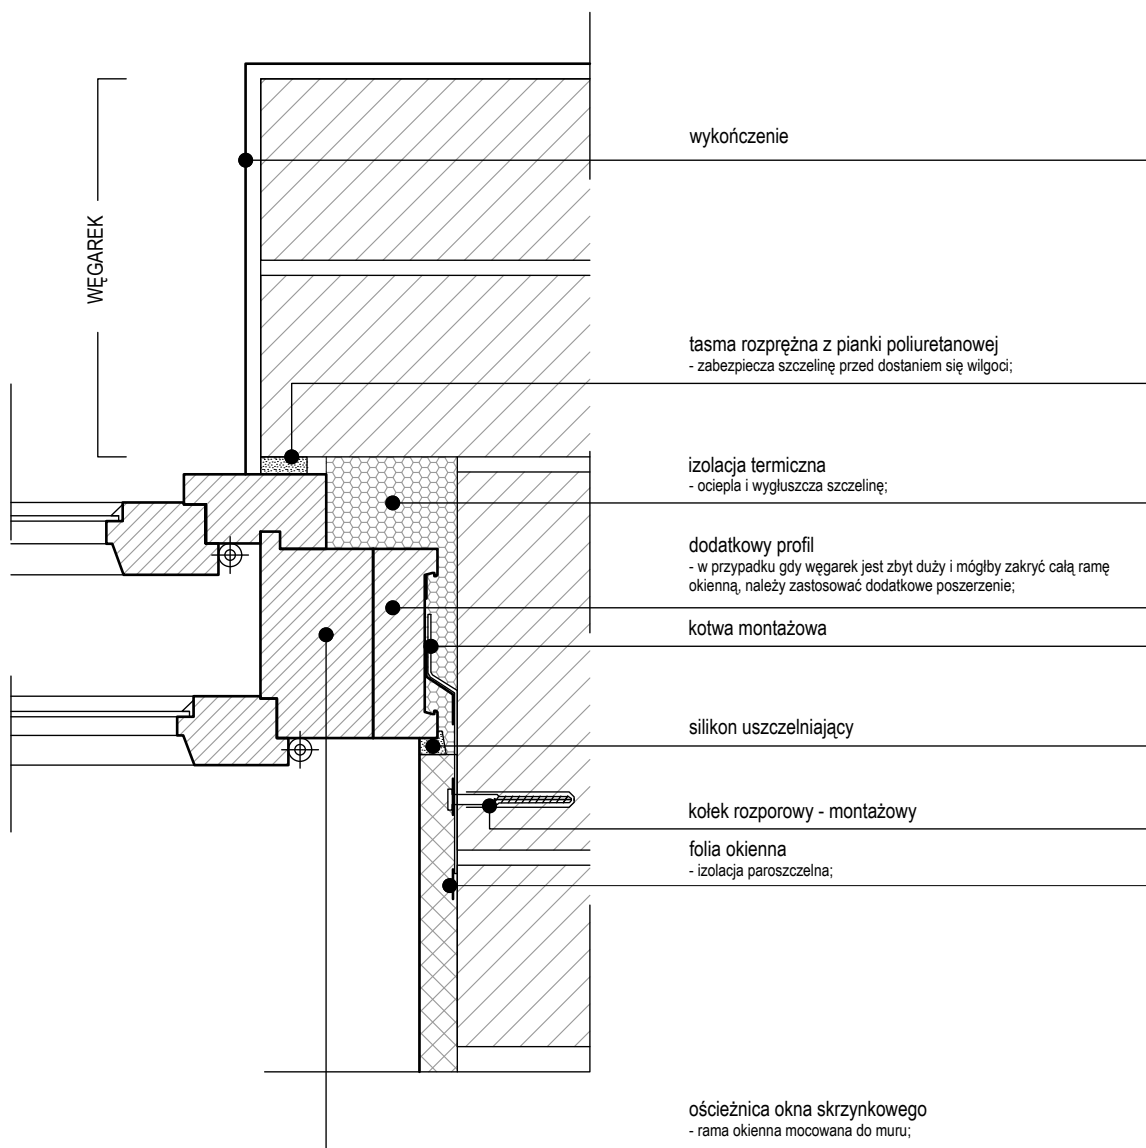 wykończenie
WĘGAREK
tasma rozprężna z pianki poliuretanowej
- zabezpiecza szczelinę przed dostaniem się wilgoci;
izolacja termiczna
- ociepla i wygłuszcza szczelinę;
dodatkowy profil
- w przypadku gdy węgarek jest zbyt duży i mógłby zakryć całą ramę
okienną, należy zastosować dodatkowe poszerzenie;
kotwa montażowa
silikon uszczelniający
kołek rozporowy - montażowy
folia okienna
- izolacja paroszczelna;
ościeżnica okna skrzynkowego
- rama okienna mocowana do muru;